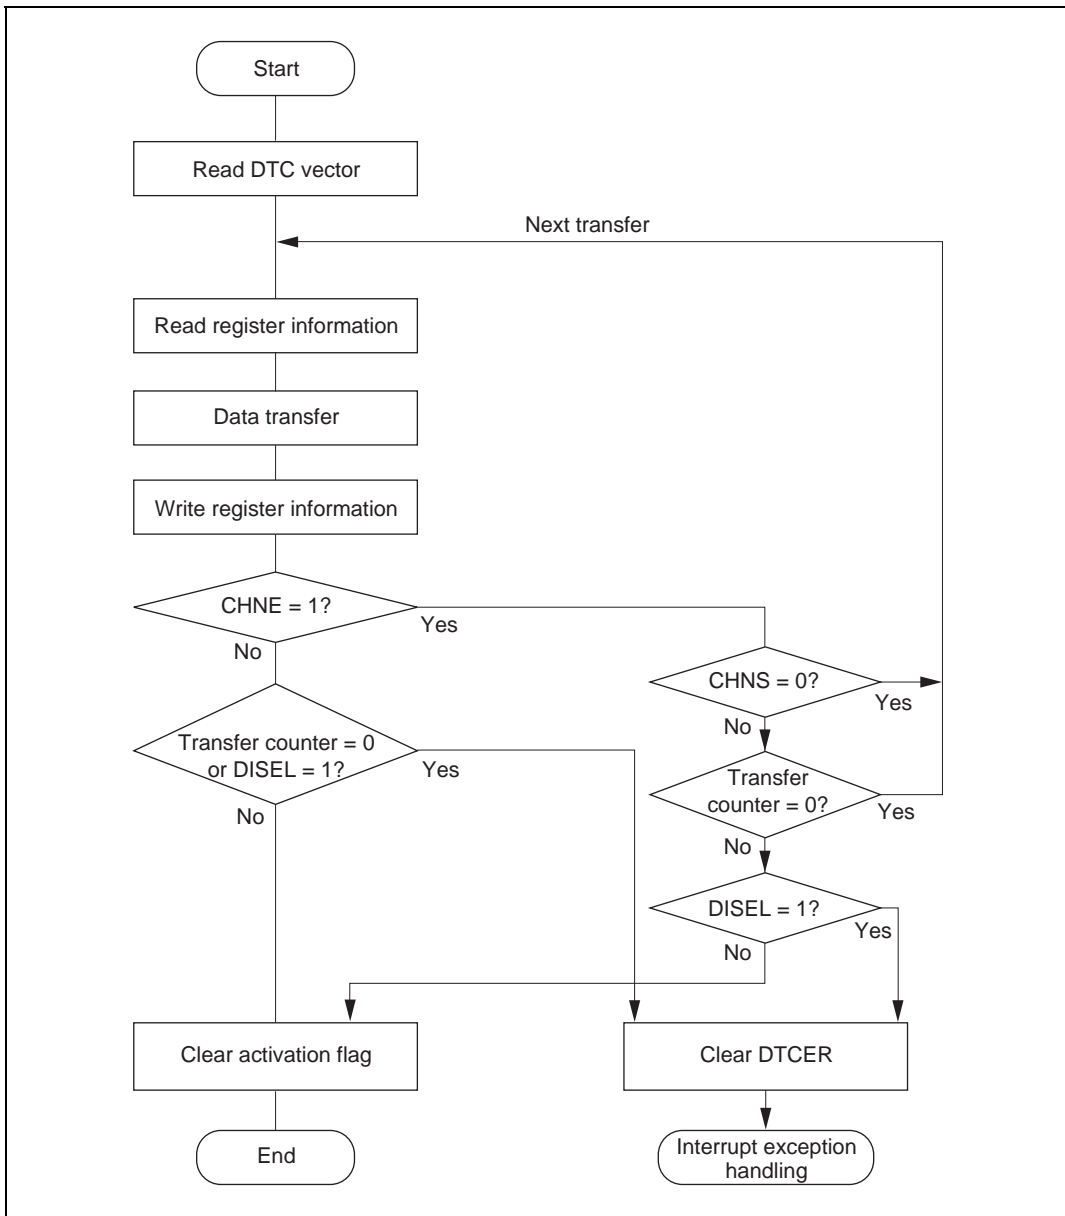 Start
Read DTC vector
Next transfer
Read register information
Data transfer
Write register information
CHNE = 1?
Yes
No
CHNS = 0?
Yes
No
Transfer counter = 0
or DISEL = 1?
Yes
No
Transfer
counter = 0?
Yes
No
DISEL = 1?
Yes
No
Clear activation flag
Clear DTCER
End
Interrupt exception
handling